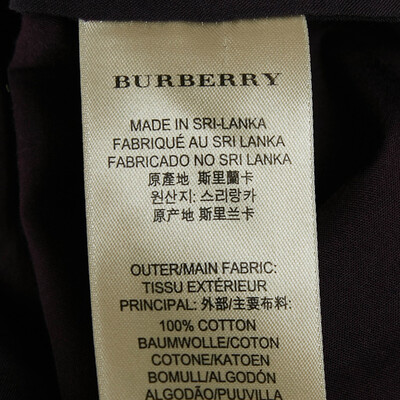 BURBERRY
MADE IN SRI-LANKA
FABRIQUÉ AU SRI LANKA
FABRICADO NO SRI LANKA
原產地 斯里蘭卡
원산지: 스리랑카
原产地 斯里兰卡
OUTER/MAIN FABRIC:
TISSU EXTÉRIEUR
PRINCIPAL: 外部/主要布料:
100% COTTON
BAUMWOLLE/COTON
COTONE/KATOEN
BOMULL/ALGODÓN
ALGODÃO/PUUVILLA